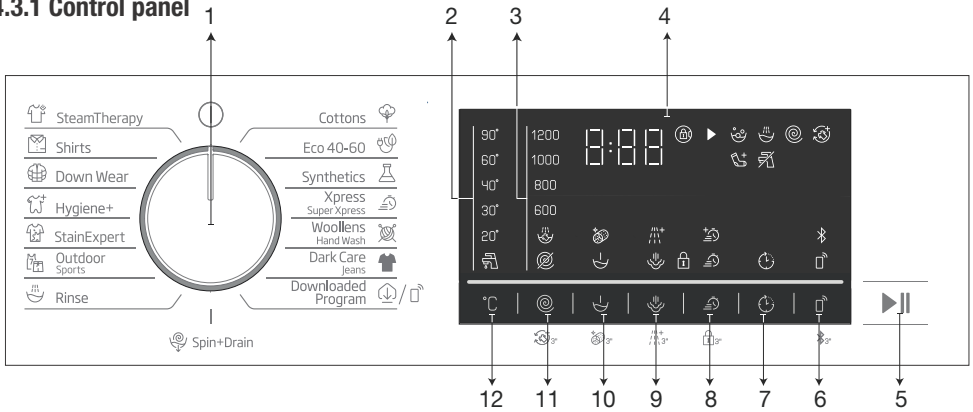 4.3.1 Control panel
1
2
3
4
SteamTherapy
Shirts
Down Wear
Hygiene+
StainExpert
Outdoor
Sports
Rinse
Cottons
Eco 40-60
Synthetics
Xpress
Super Xpress
Woollens
Hand Wash
Dark Care
Jeans
Downloaded
Program
/
Spin+Drain
90° 1200 8:88
60° 1000
40° 800
30° 600
20°
°C
3"
3"
3"
3"
3"
12
11
10
9
8
7
6
5